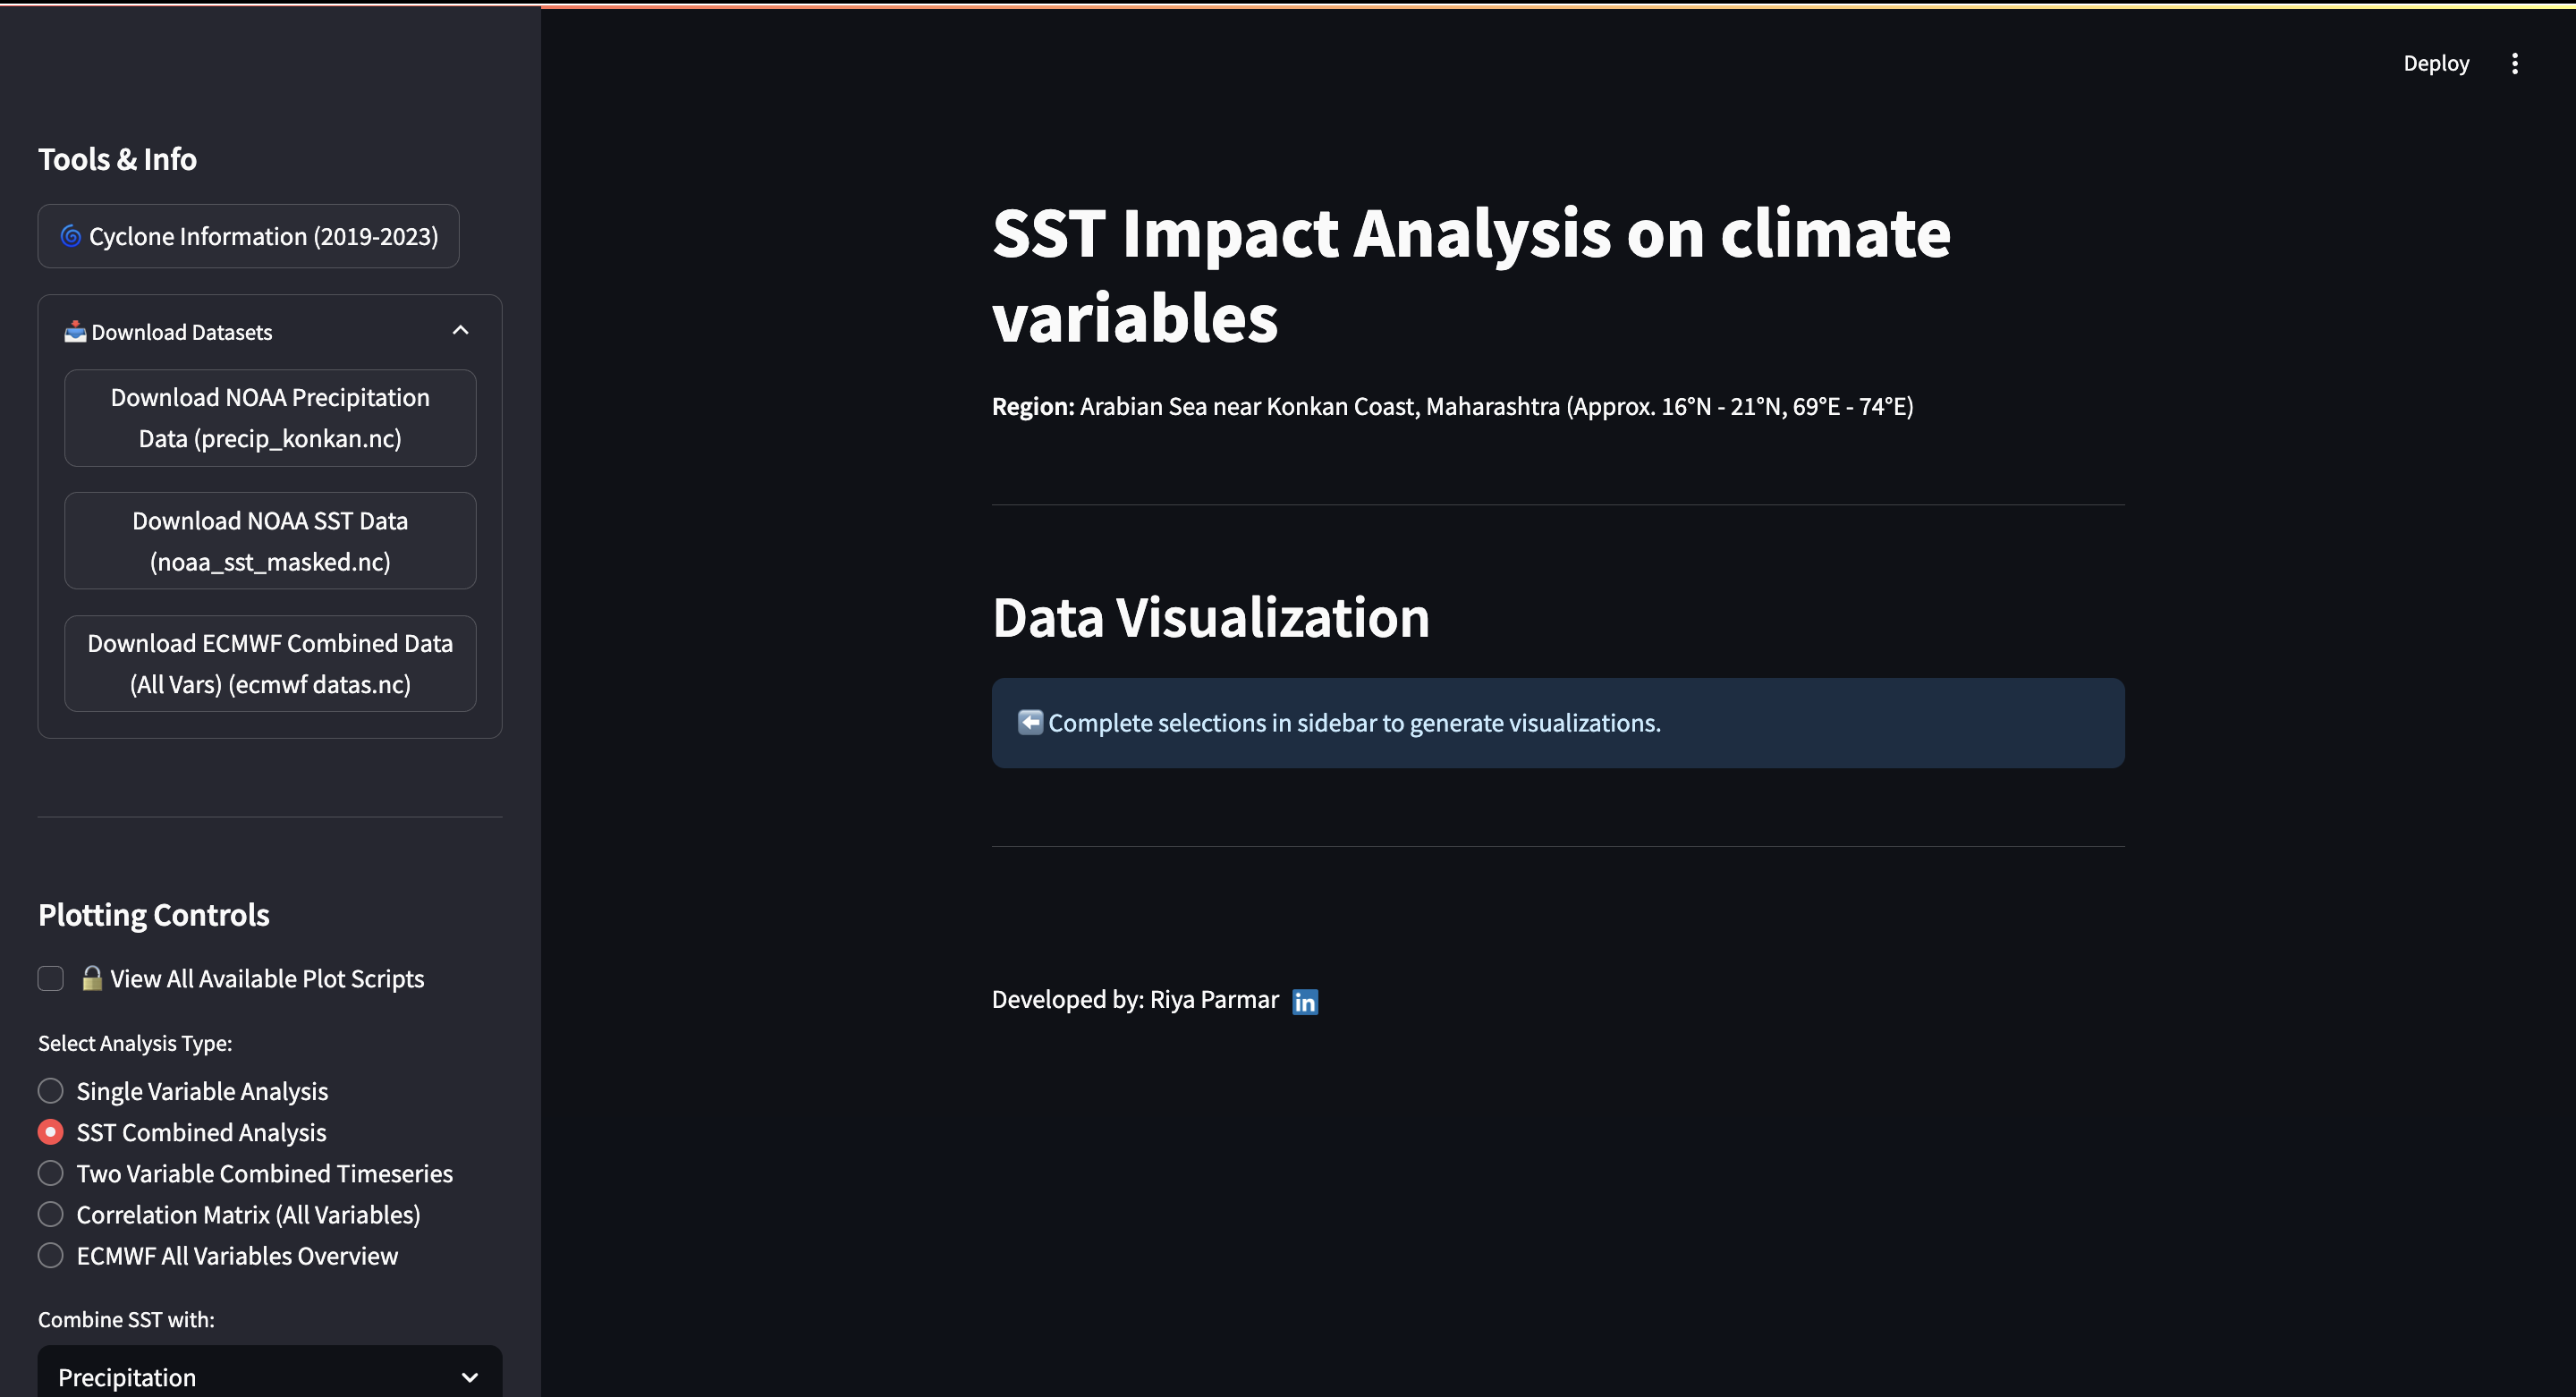 Deploy
Tools & Info
Cyclone Information (2019-2023)
Download Datasets
Download NOAA Precipitation
Data (precip_konkan.nc)
Download NOAA SST Data
(noaa_sst_masked.nc)
Download ECMWF Combined Data
(All Vars) (ecmwf datas.nc)
Plotting Controls
View All Available Plot Scripts
Select Analysis Type:
Single Variable Analysis
SST Combined Analysis
Two Variable Combined Timeseries
Correlation Matrix (All Variables)
ECMWF All Variables Overview
Combine SST with:
Precipitation
SST Impact Analysis on climate
variables
Region: Arabian Sea near Konkan Coast, Maharashtra (Approx. 16°N - 21°N, 69°E - 74°E)
Data Visualization
Complete selections in sidebar to generate visualizations.
Developed by: Riya Parmar in